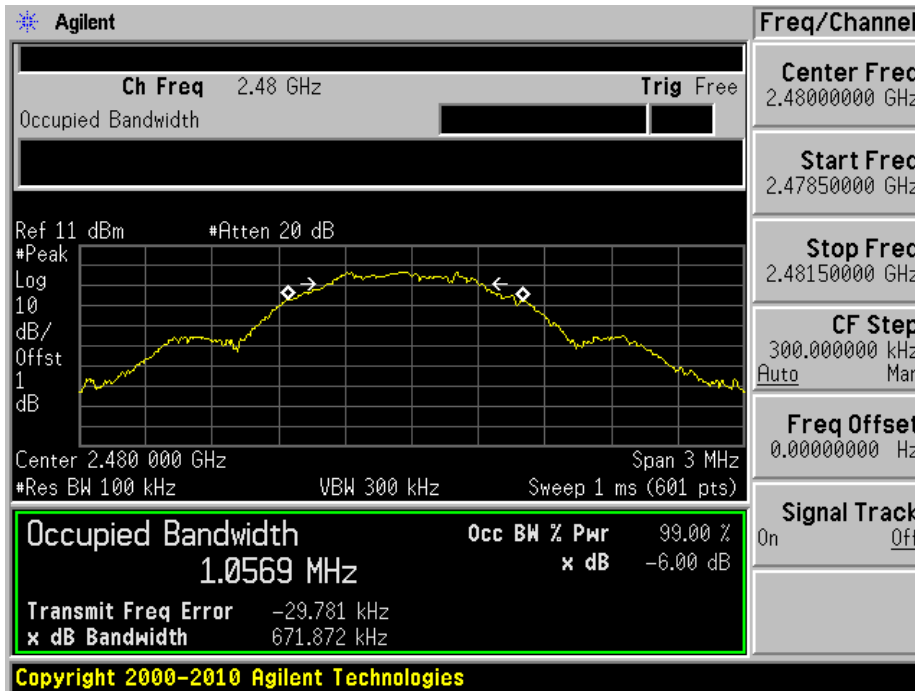 Agilent
Freq/Channel
Ch Freq 2.48 GHz Trig Free
Occupied Bandwidth
Center Freq
2.48000000 GHz
Start Freq
2.47850000 GHz
Stop Freq
2.48150000 GHz
CF Step
300.000000 kHz
Auto Man
Freq Offset
0.00000000 Hz
Signal Track
On Off
Ref 11 dBm #Atten 20 dB
#Peak
Log
10
dB/
Offst
1
dB
Center 2.480 000 GHz Span 3 MHz
#Res BW 100 kHz VBW 300 kHz Sweep 1 ms (601 pts)
Occupied Bandwidth
1.0569 MHz
Occ BW % Pwr 99.00 %
x dB -6.00 dB
Transmit Freq Error -29.781 kHz
x dB Bandwidth 671.872 kHz
Copyright 2000-2010 Agilent Technologies